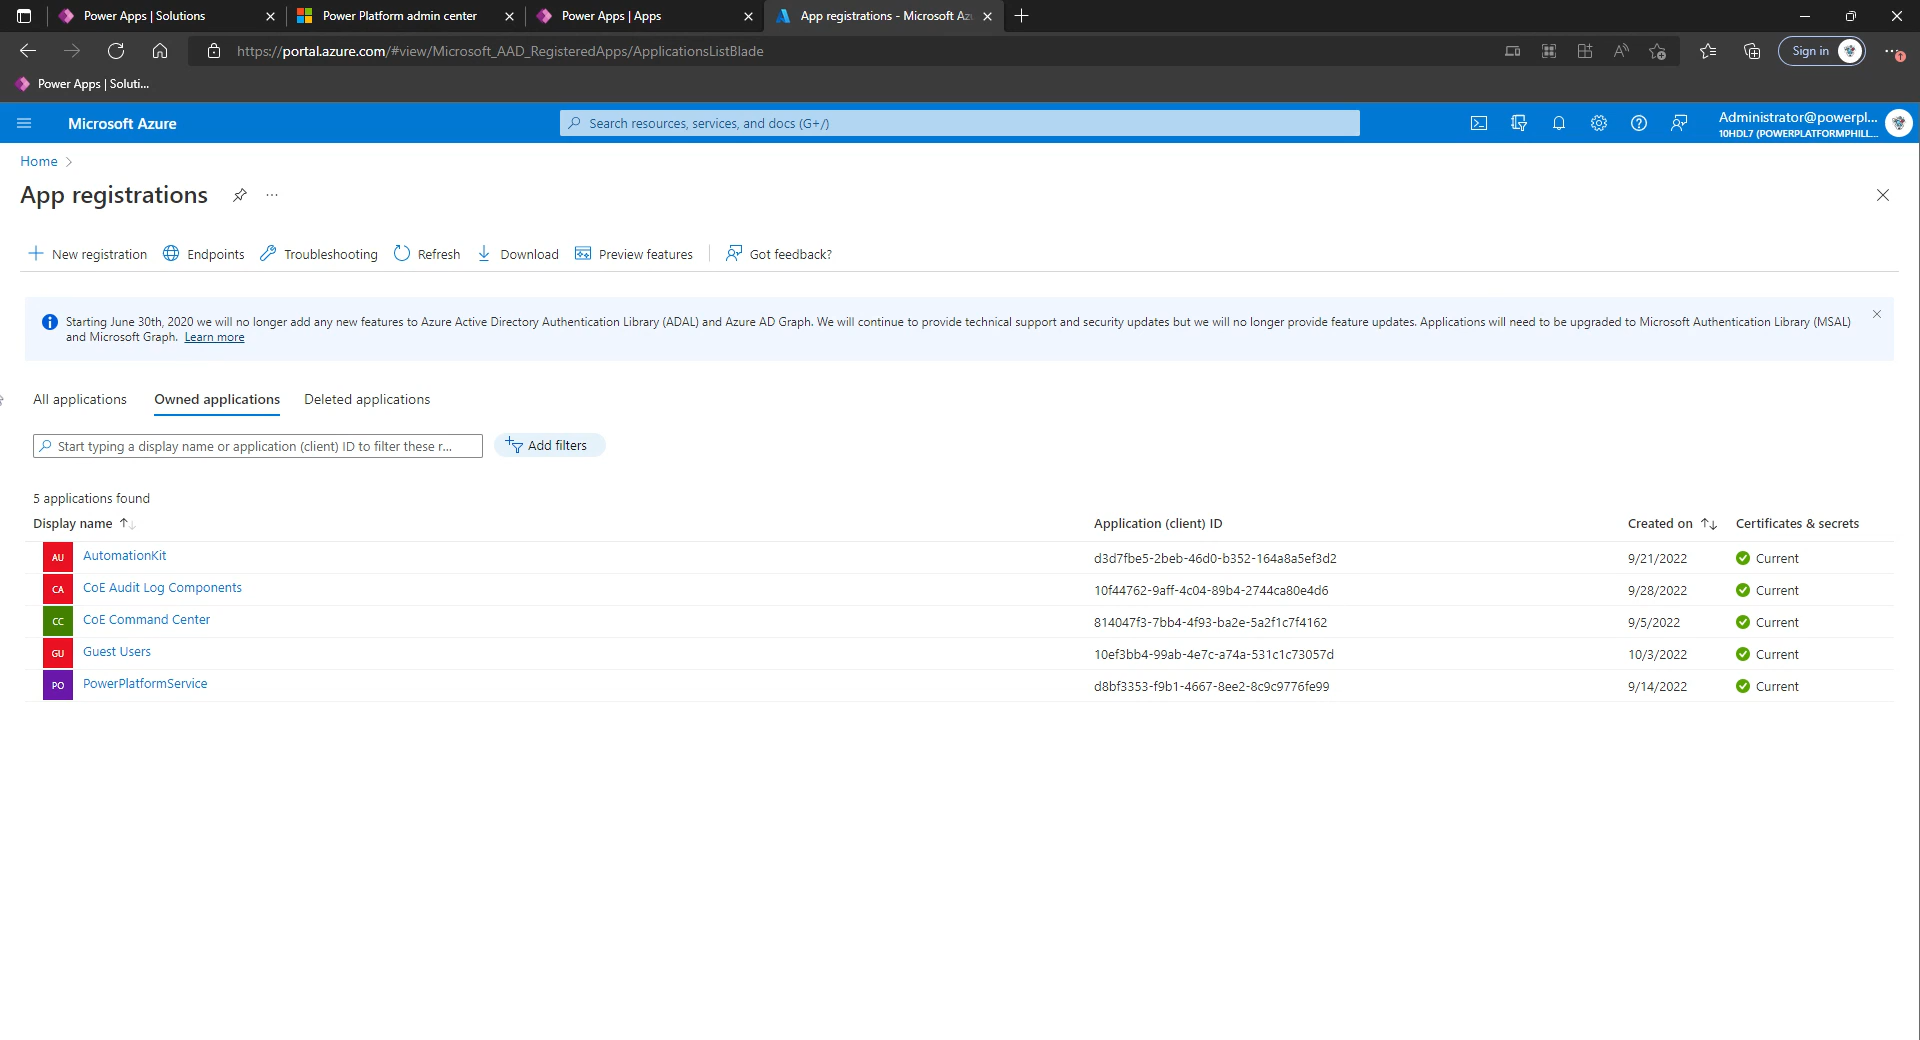 Power Apps | Solutions
Power Platform admin center
Power Apps | Apps
App registrations - Microsoft Az
https://portal.azure.com/#view/Microsoft_AAD_RegisteredApps/ApplicationsListBlade
Sign in
Power Apps | Soluti...
Microsoft Azure
Search resources, services, and docs (G+/)
Administrator@powerpl...
10HDL7 (POWERPLATFORMPHILL...
Home
App registrations
...
New registration
Endpoints
Troubleshooting
Refresh
Download
Preview features
Got feedback?
Starting June 30th, 2020 we will no longer add any new features to Azure Active Directory Authentication Library (ADAL) and Azure AD Graph. We will continue to provide technical support and security updates but we will no longer provide feature updates. Applications will need to be upgraded to Microsoft Authentication Library (MSAL)
and Microsoft Graph. Learn more
All applications
Owned applications
Deleted applications
Start typing a display name or application (client) ID to filter these r...
Add filters
5 applications found
Display name
Application (client) ID
Created on
Certificates & secrets
AU AutomationKit d3d7fbe5-2beb-46d0-b352-164a8a5ef3d2 9/21/2022 Current
CA CoE Audit Log Components 10f44762-9aff-4c04-89b4-2744ca80e4d6 9/28/2022 Current
CC CoE Command Center 814047f3-7bb4-4f93-ba2e-5a2f1c7f4162 9/5/2022 Current
GU Guest Users 10ef3bb4-99ab-4e7c-a74a-531c1c73057d 10/3/2022 Current
PO PowerPlatformService d8bf3353-f9b1-4667-8ee2-8c9c9776fe99 9/14/2022 Current